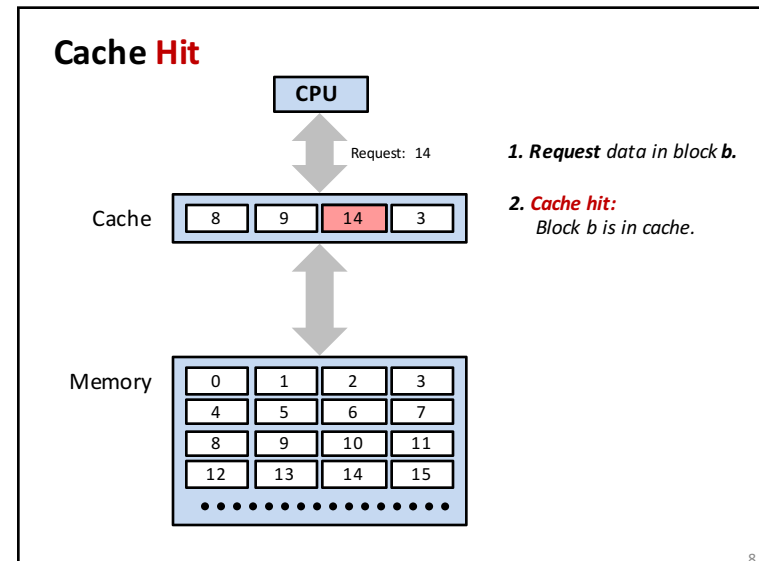 Cache Hit
CPU
Request: 14
1. Request data in block b.
2. Cache hit:
Block b is in cache.
Cache
8 9 14 3
Memory
0 1 2 3
4 5 6 7
8 9 10 11
12 13 14 15
8